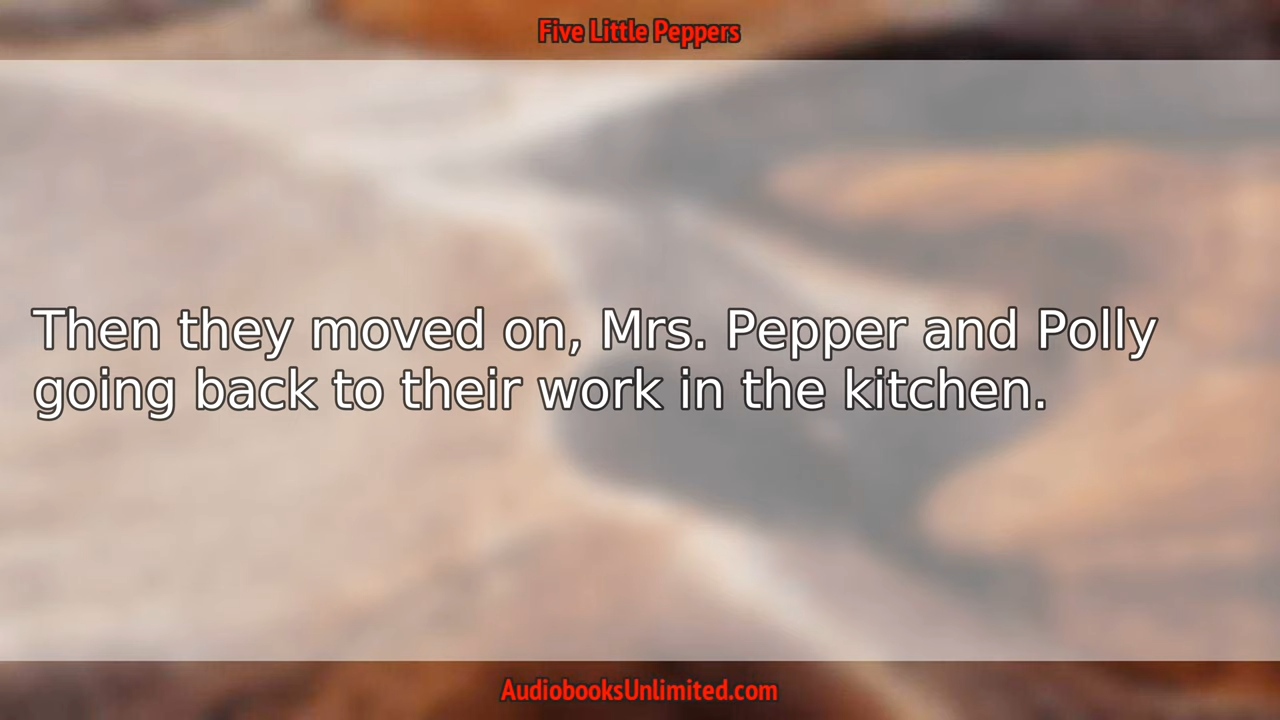 Five Little Peppers
Then they moved on, Mrs. Pepper and Polly
going back to their work in the kitchen.
AudiobooksUnlimited.com